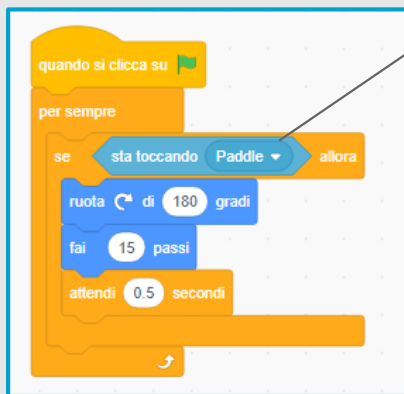 quando si clicca su
per sempre
se sta toccando Paddle allora
ruota di 180 gradi
fai 15 passi
attendi 0.5 secondi